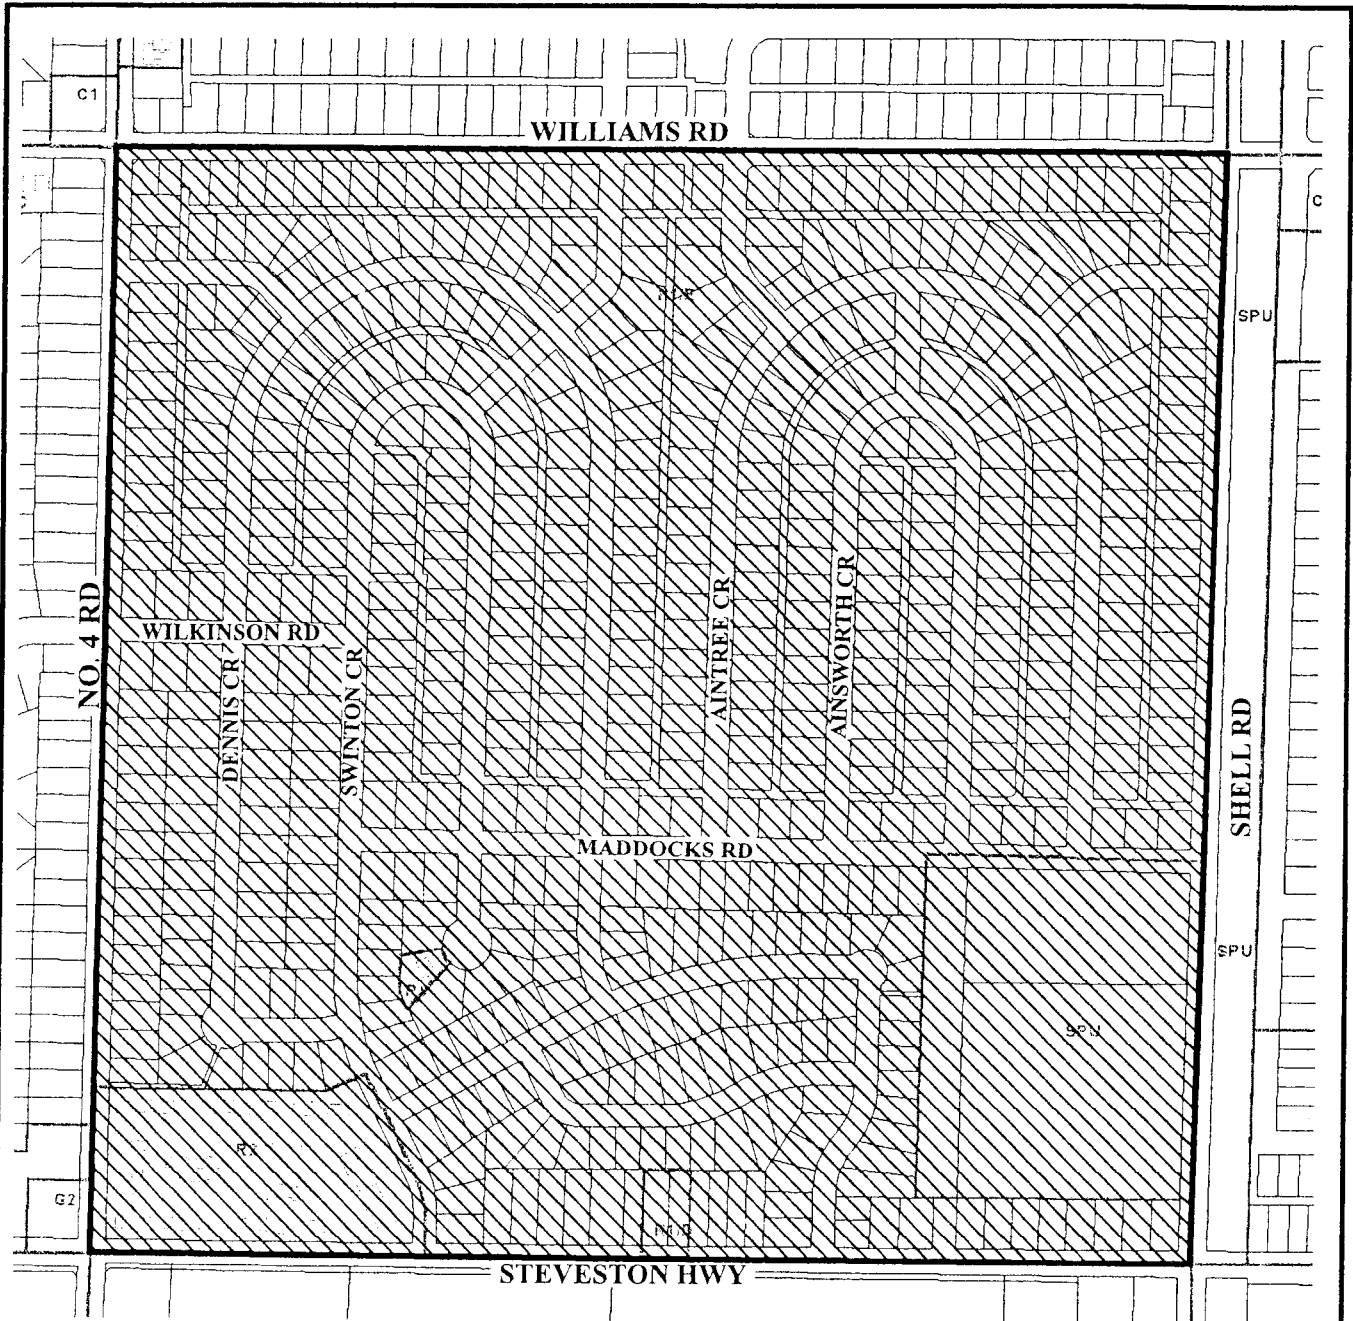 C1
WILLIAMS RD
C
SPU
NO. 4 RD
WILKINSON RD
DENNIS CR
SWINTON CR
AINTREE CR
AINSWORTH CR
SHELL RD
MADDOCKS RD
SPU
SPU
R2
G2
STEVESTON HWY